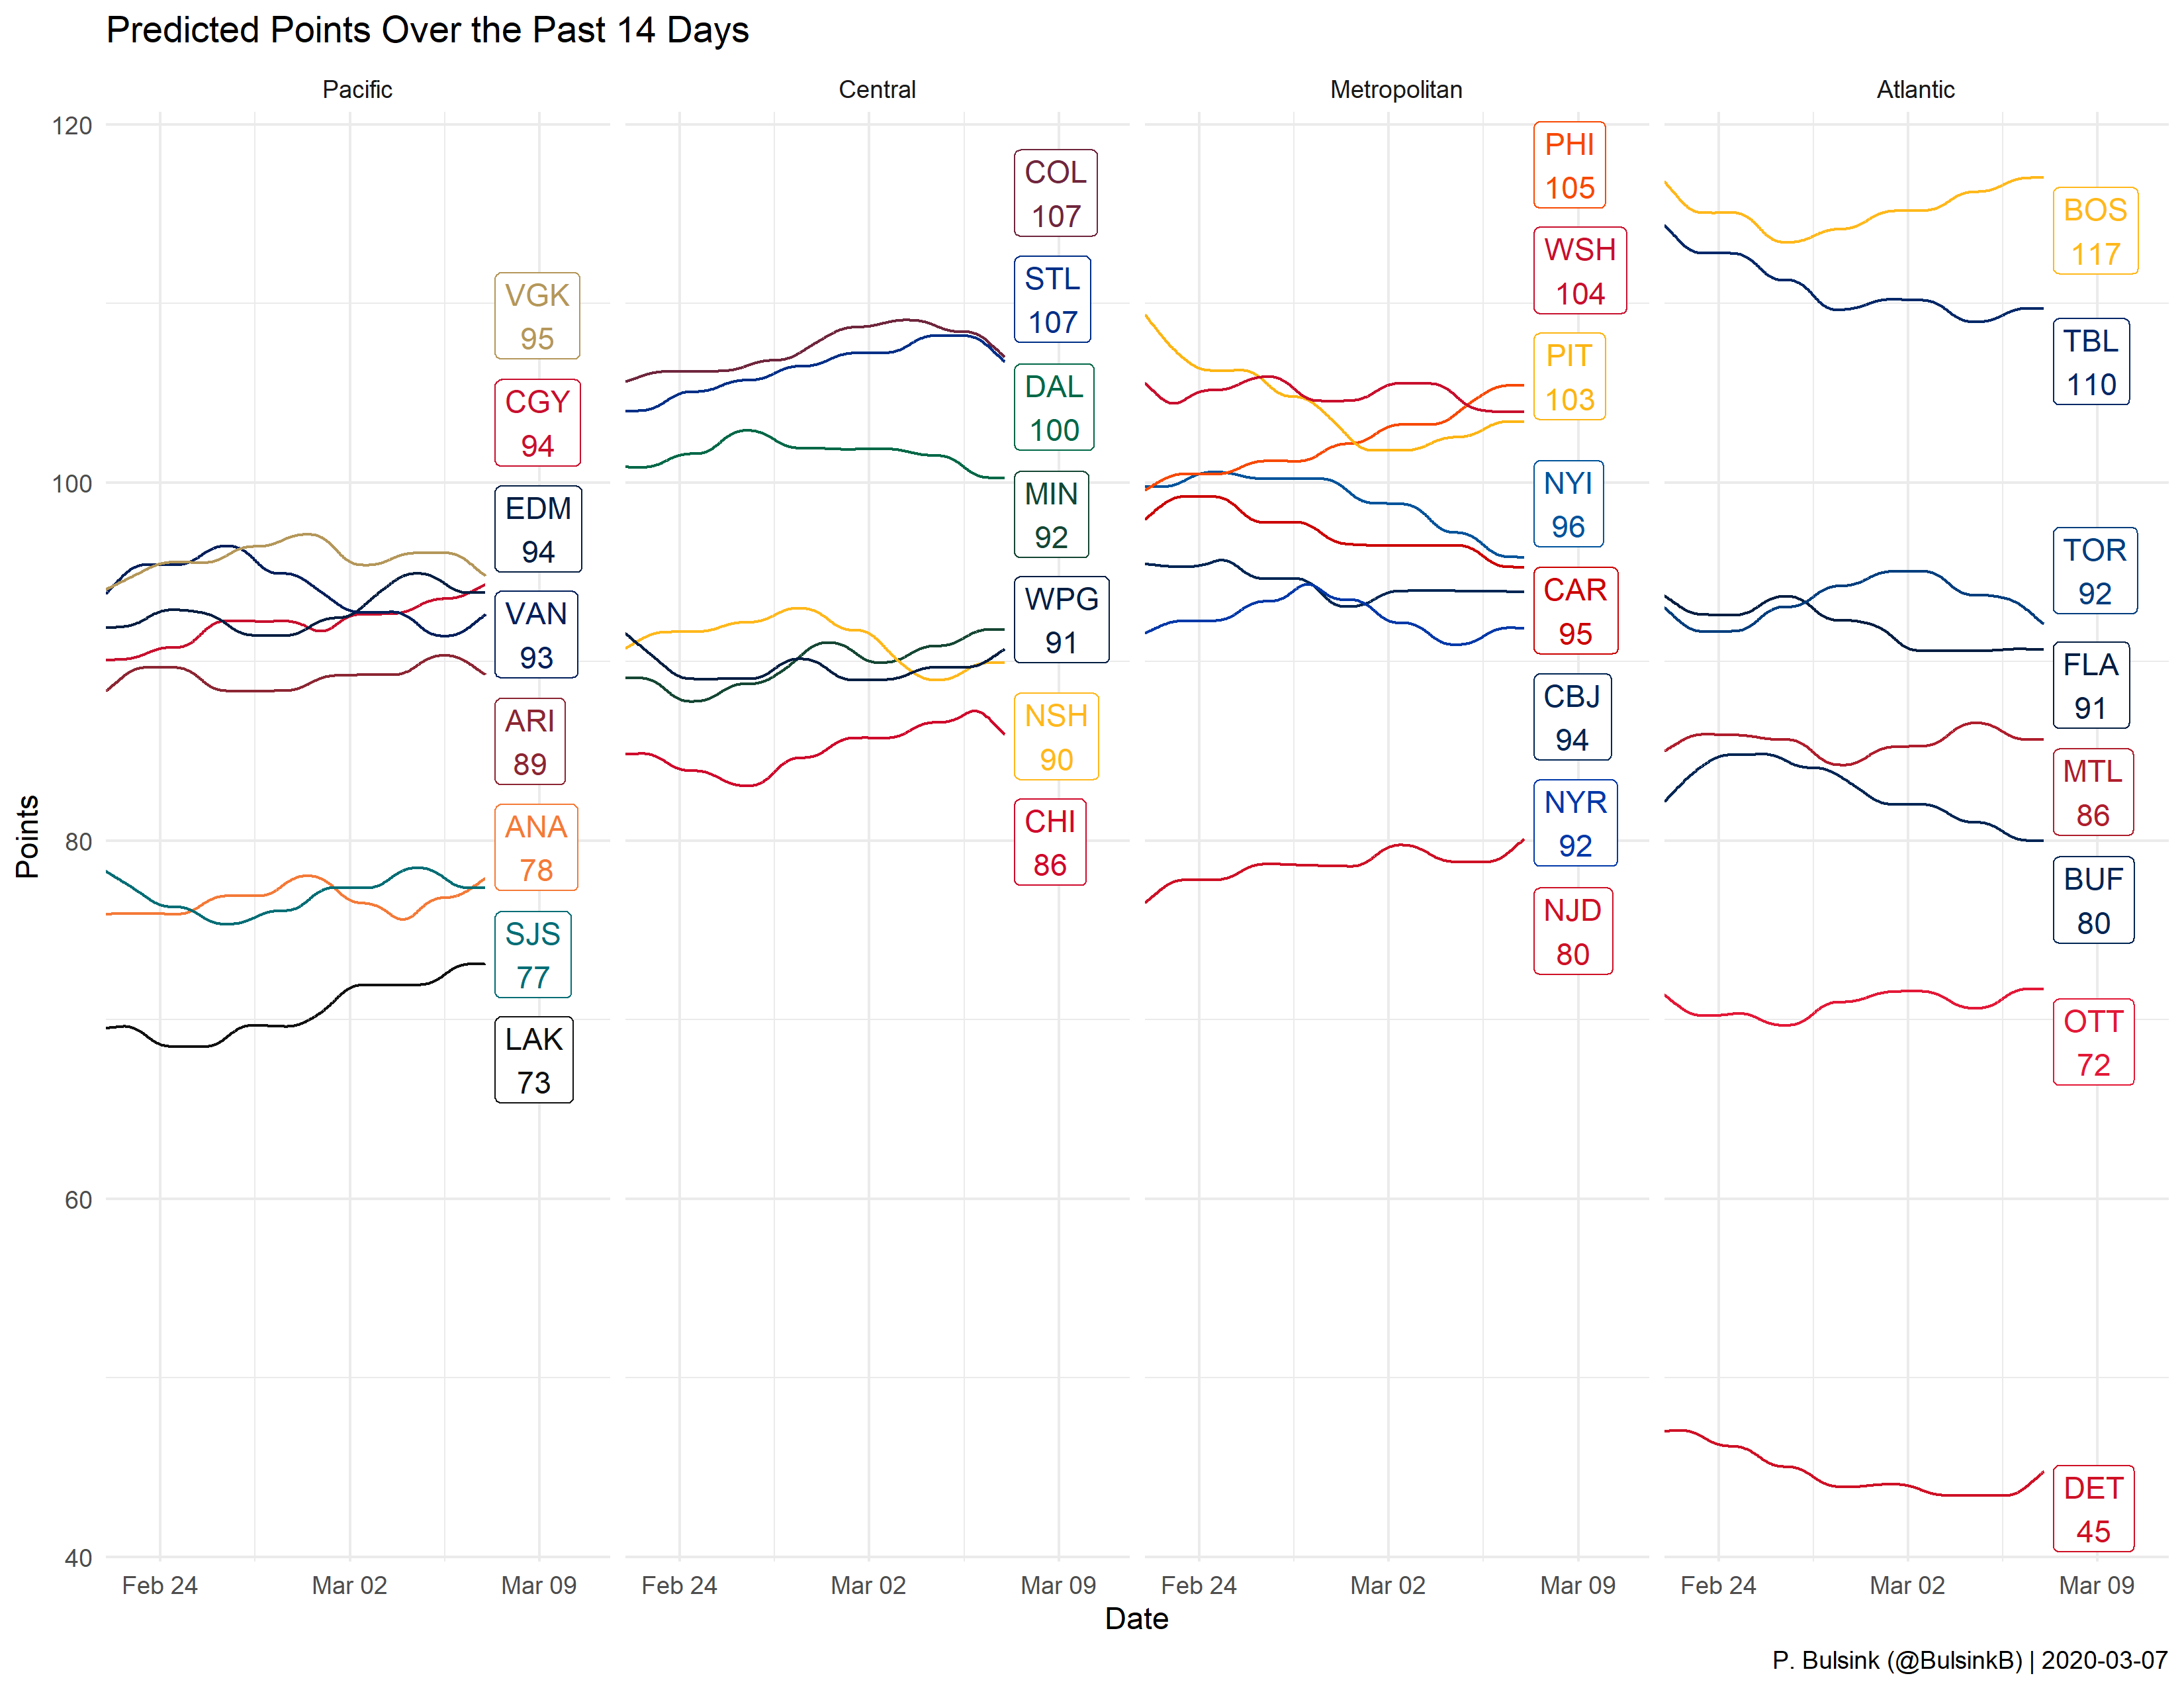 Predicted Points Over the Past 14 Days
Pacific
Central
Metropolitan
Atlantic
Points
120
100
80
60
40
VGK
95
CGY
94
EDM
94
VAN
93
ARI
89
ANA
78
SJS
77
LAK
73
COL
107
STL
107
DAL
100
MIN
92
WPG
91
NSH
90
CHI
86
PHI
105
WSH
104
PIT
103
NYI
96
CAR
95
CBJ
94
NYR
92
NJD
80
BOS
117
TBL
110
TOR
92
FLA
91
MTL
86
BUF
80
OTT
72
DET
45
Feb 24 Mar 02 Mar 09
Feb 24 Mar 02 Mar 09
Feb 24 Mar 02 Mar 09
Feb 24 Mar 02 Mar 09
Date
P. Bulsink (@BulsinkB) | 2020-03-07